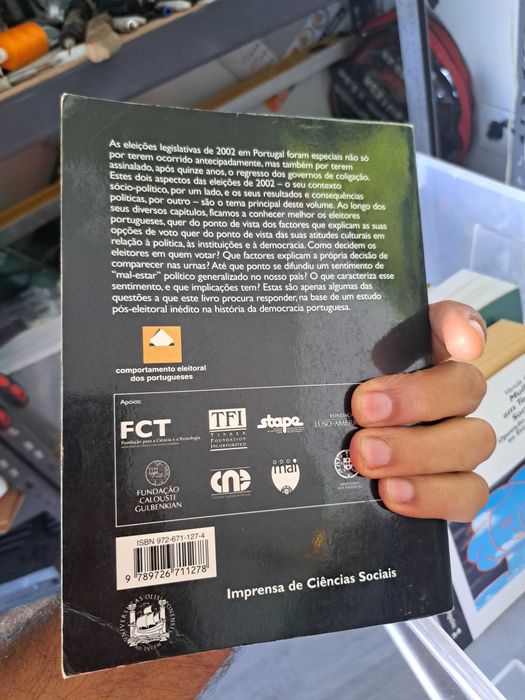 As eleições legislativas de 2002 em Portugal foram especiais não só
por terem ocorrido antecipadamente, mas também por terem
assinalado, após quinze anos, o regresso dos governos de coligação.
Estes dois aspectos das eleições de 2002 – o seu contexto
sócio-político, por um lado, e os seus resultados e consequências
políticas, por outro – são o tema principal deste volume. Ao longo dos
seus diversos capítulos, ficamos a conhecer melhor os eleitores
portugueses, quer do ponto de vista dos factores que explicam as suas
opções de voto quer do ponto de vista das suas atitudes culturais em
relação à política, às instituições e à democracia. Como decidem os
eleitores em quem votar? Que factores explicam a própria decisão de
comparecer nas urnas? Até que ponto se difundiu um sentimento de
"mal-estar" político generalizado no nosso país? O que caracteriza esse
sentimento, e que implicações tem? Estas são apenas algumas das
questões a que este livro procura responder, na base de um estudo
pós-eleitoral inédito na história da democracia portuguesa.
comportamento eleitoral
dos portugueses
Apoios:
FCT
Fundação para a Ciência e a Tecnologia
TFI
TINKER
FOUNDATION
INCORPORATED
stape
FUNDAÇÃO
LUSO-AMER
FUNDAÇÃO
CALOUSTE
GULBENKIAN
cne
mai
ISBN 972-671-127-4
9 789726 711278
Imprensa de Ciências Sociais